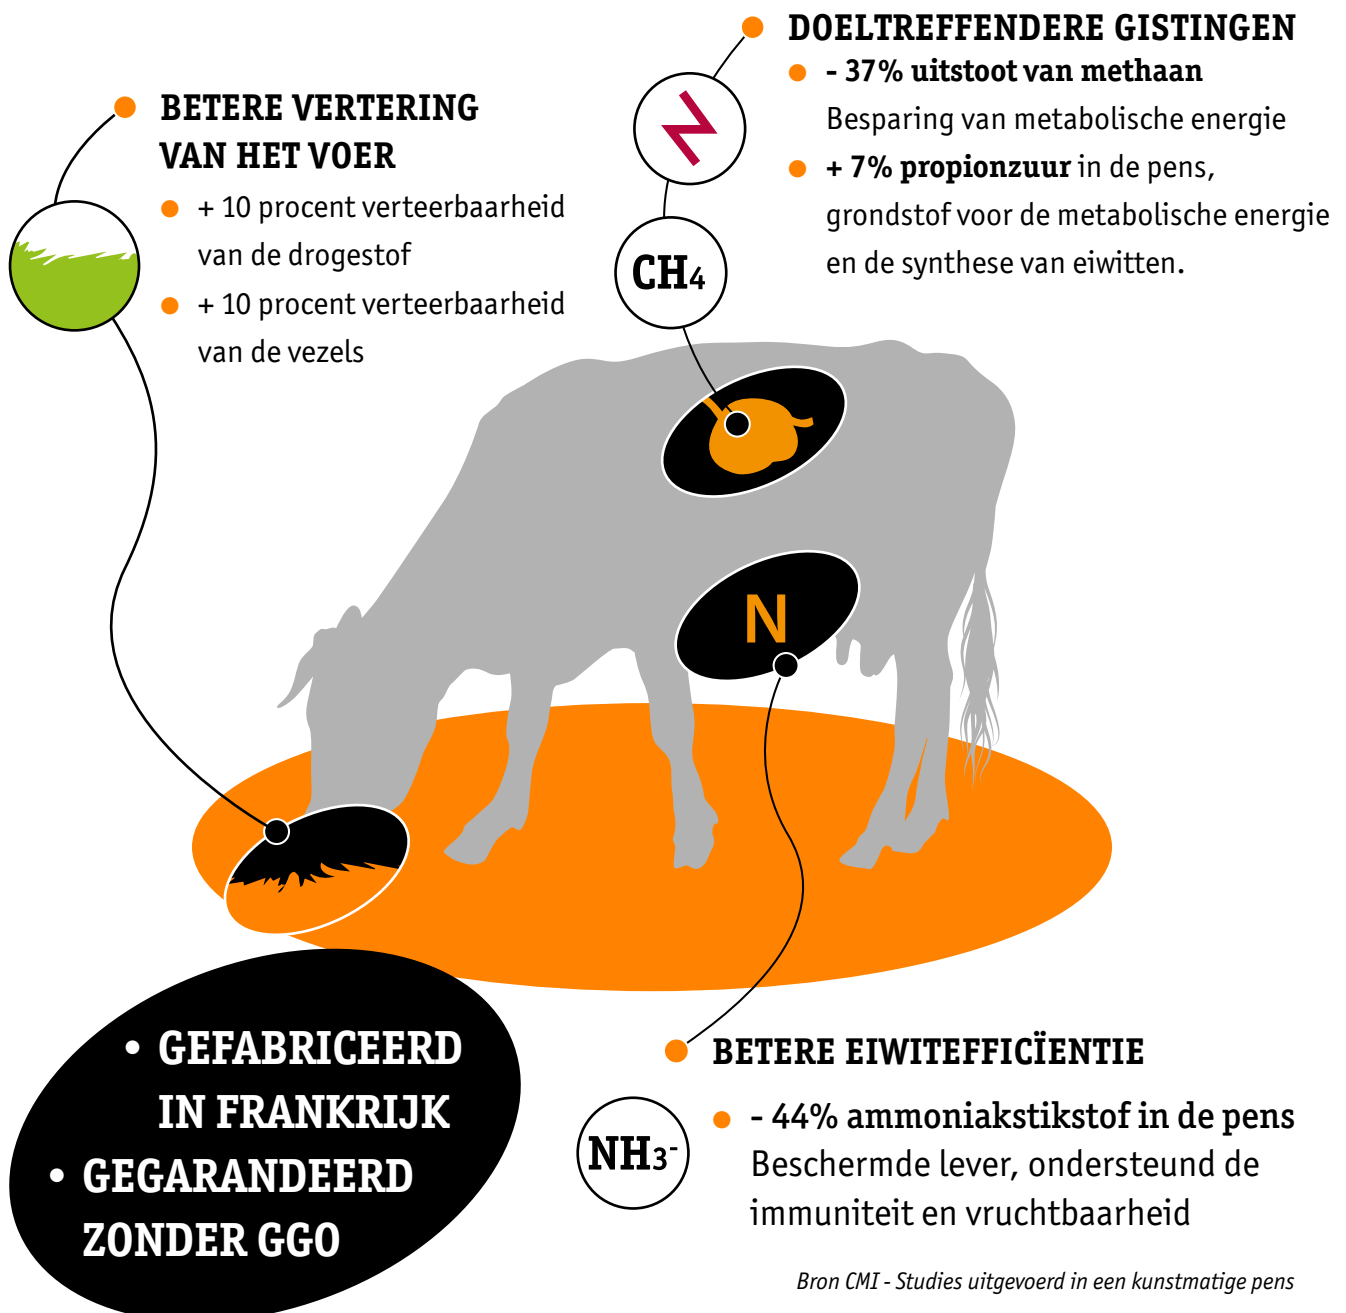 BETERE VERTERING
VAN HET VOER
+ 10 procent verteerbaarheid
van de drogestof
+ 10 procent verteerbaarheid
van de vezels
DOELTREFFENDERE GISTINGEN
- 37% uitstoot van methaan
Besparing van metabolische energie
+ 7% propionzuur in de pens,
grondstof voor de metabolische energie
en de synthese van eiwitten.
CH4
N
• GEFABRICEERD
IN FRANKRIJK
• GEGARANDEERD
ZONDER GGO
BETERE EIWITEFFICÏENTIE
NH3-
- 44% ammoniakstikstof in de pens
Beschermde lever, ondersteund de
immuniteit en vruchtbaarheid
Bron CMI - Studies uitgevoerd in een kunstmatige pens